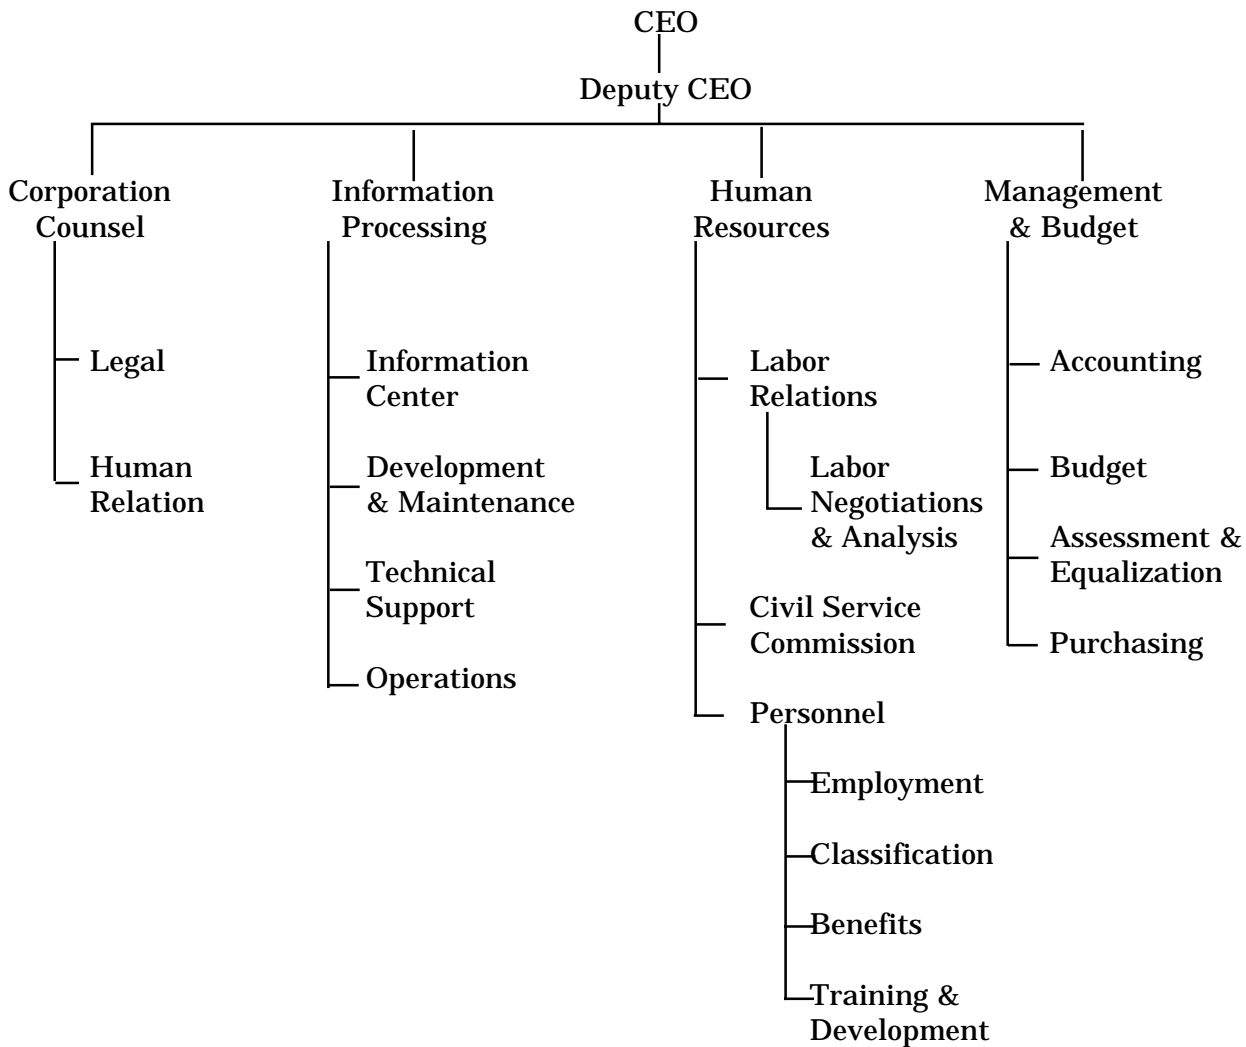 CEO
Deputy CEO
Corporation
Counsel
Information
Processing
Human
Resources
Management
& Budget
Legal
Human
Relation
Information
Center
Development
& Maintenance
Technical
Support
Operations
Labor
Relations
Labor
Negotiations
& Analysis
Civil Service
Commission
Personnel
Employment
Classification
Benefits
Training &
Development
Accounting
Budget
Assessment &
Equalization
Purchasing